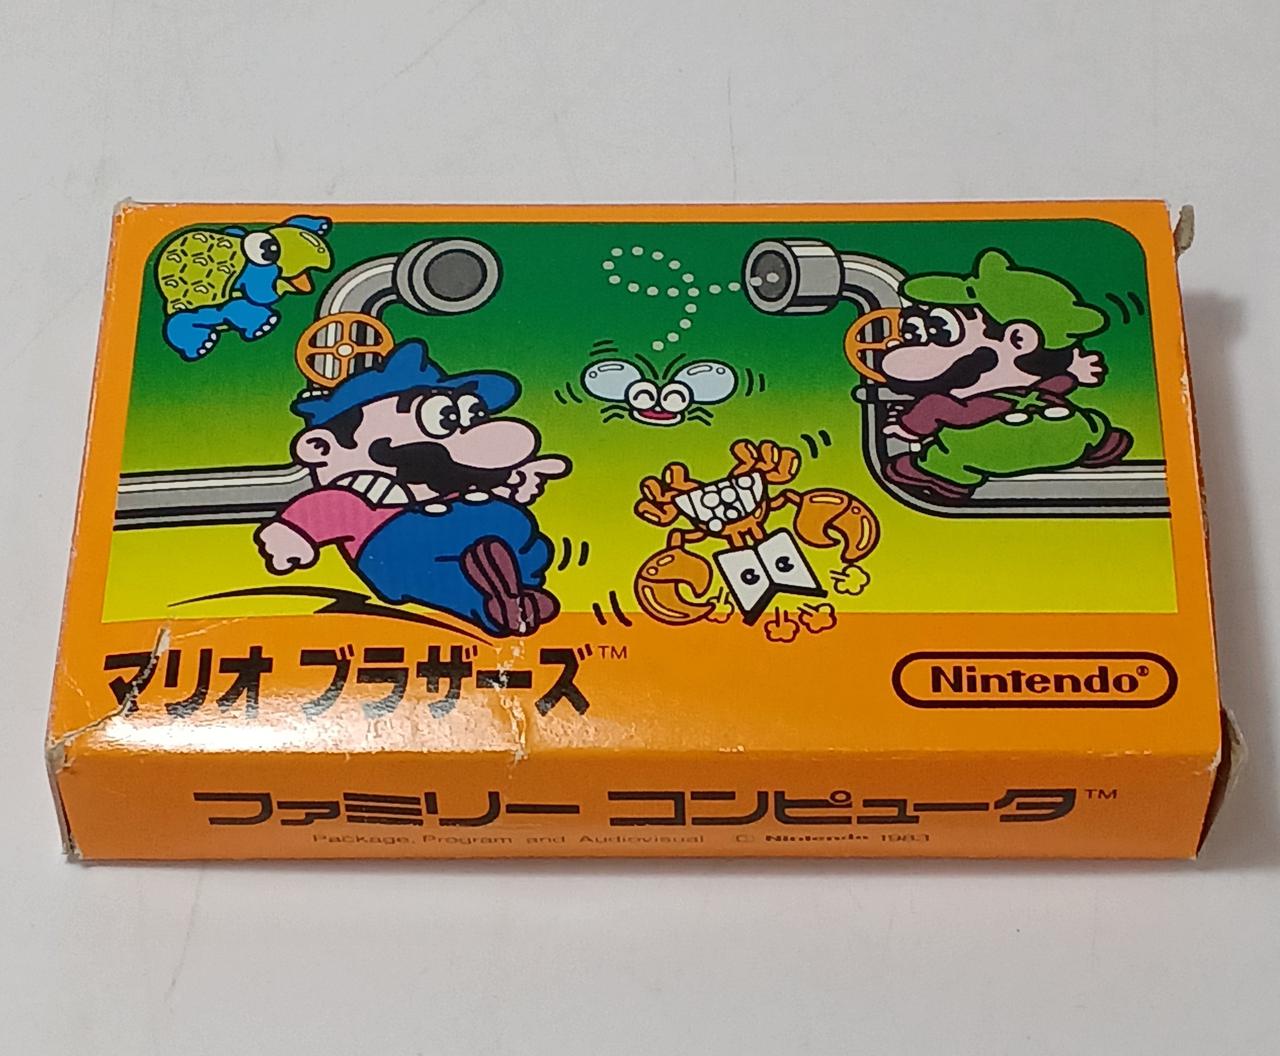 マリオ ブラザーズ™
Nintendo®
ファミリー コンピュータ™
Package, Program and Audiovisual © Nintendo 1983